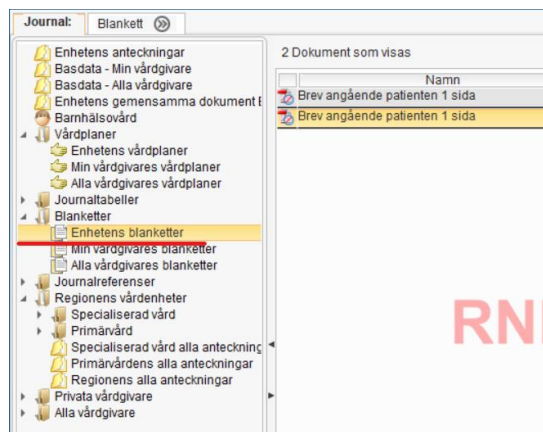 Journal:
Blankett
Enhetens anteckningar
Basdata - Min vårdgivare
Basdata - Alla vårdgivare
Enhetens gemensamma dokument
Barnhälsovård
Vårdplaner
Enhetens vårdplaner
Min vårdgivares vårdplaner
Alla vårdgivares vårdplaner
Journaltabeller
Blanketter
Enhetens blanketter
Min vårdgivares blanketter
Alla vårdgivares blanketter
Journalreferenser
Regionens vårdenheter
Specialiserad vård
Primärvård
Specialiserad vård alla
Primärvårdens alla anteckningar
Regionens alla anteckningar
Privata vårdgivare
Alla vårdgivare
2 Dokument som visas
Namn
Brev angående patienten 1 sida
Brev angående patienten 1 sida